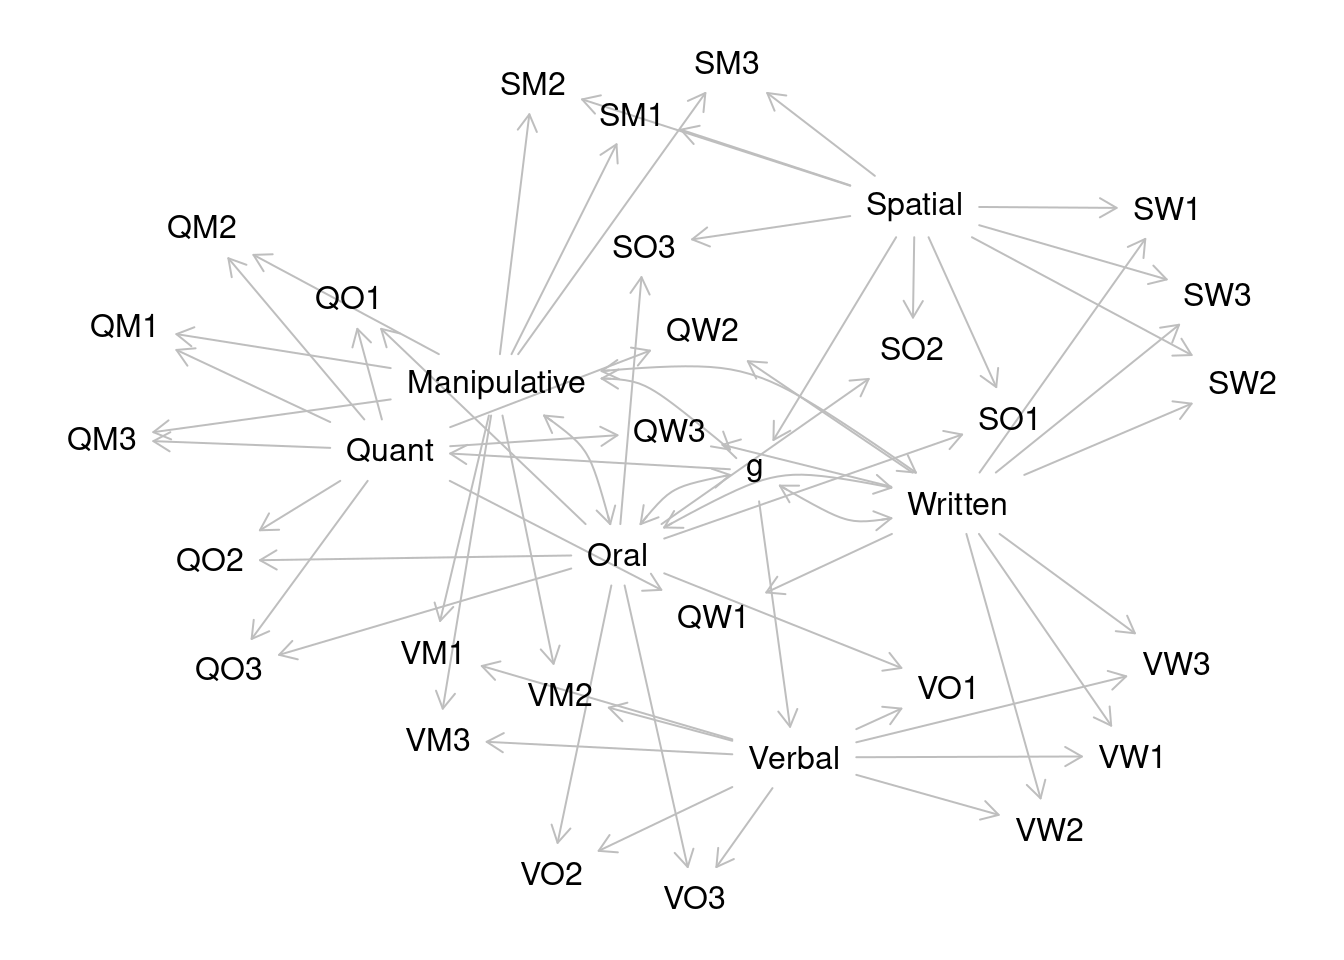 SM3
SM2
SM1
Spatial
SW1
QM2
SO3
SW3
QO1
QM1
QW2
SO2
Manipulative
SW2
SO1
QW3
QM3
Quant
g
Written
Oral
QO2
QW1
VM1
VW3
QO3
VO1
VM2
VM3
VW1
Verbal
VW2
VO2
VO3